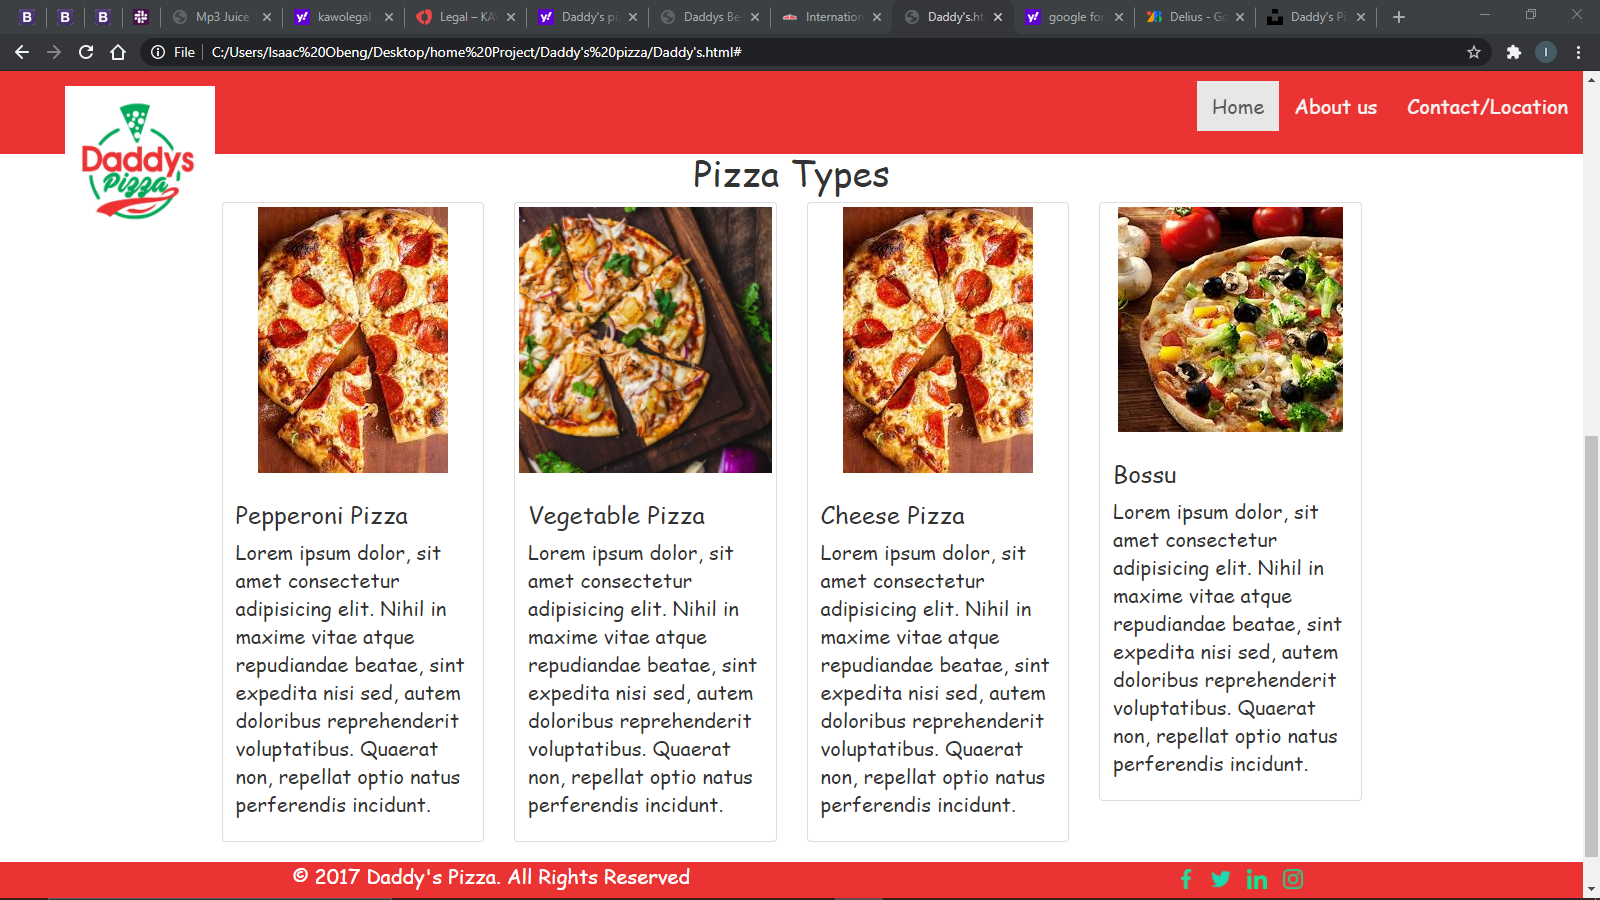 Mp3 Juice
kawolegal
Legal – KA
Daddy's pi
Daddys Be
Internation
Daddy's.ht
google fon
Delius - Go
Daddy's Pi
File
C:/Users/Isaac%20Obeng/Desktop/home%20Project/Daddy's%20pizza/Daddy's.html#
I
Daddys
Pizza
Home
About us
Contact/Location
Pizza Types
Pepperoni Pizza
Lorem ipsum dolor, sit
amet consectetur
adipisicing elit. Nihil in
maxime vitae atque
repudiandae beatae, sint
expedita nisi sed, autem
doloribus reprehenderit
voluptatibus. Quaerat
non, repellat optio natus
perferendis incidunt.
Vegetable Pizza
Lorem ipsum dolor, sit
amet consectetur
adipisicing elit. Nihil in
maxime vitae atque
repudiandae beatae, sint
expedita nisi sed, autem
doloribus reprehenderit
voluptatibus. Quaerat
non, repellat optio natus
perferendis incidunt.
Cheese Pizza
Lorem ipsum dolor, sit
amet consectetur
adipisicing elit. Nihil in
maxime vitae atque
repudiandae beatae, sint
expedita nisi sed, autem
doloribus reprehenderit
voluptatibus. Quaerat
non, repellat optio natus
perferendis incidunt.
Bossu
Lorem ipsum dolor, sit
amet consectetur
adipisicing elit. Nihil in
maxime vitae atque
repudiandae beatae, sint
expedita nisi sed, autem
doloribus reprehenderit
voluptatibus. Quaerat
non, repellat optio natus
perferendis incidunt.
© 2017 Daddy's Pizza. All Rights Reserved